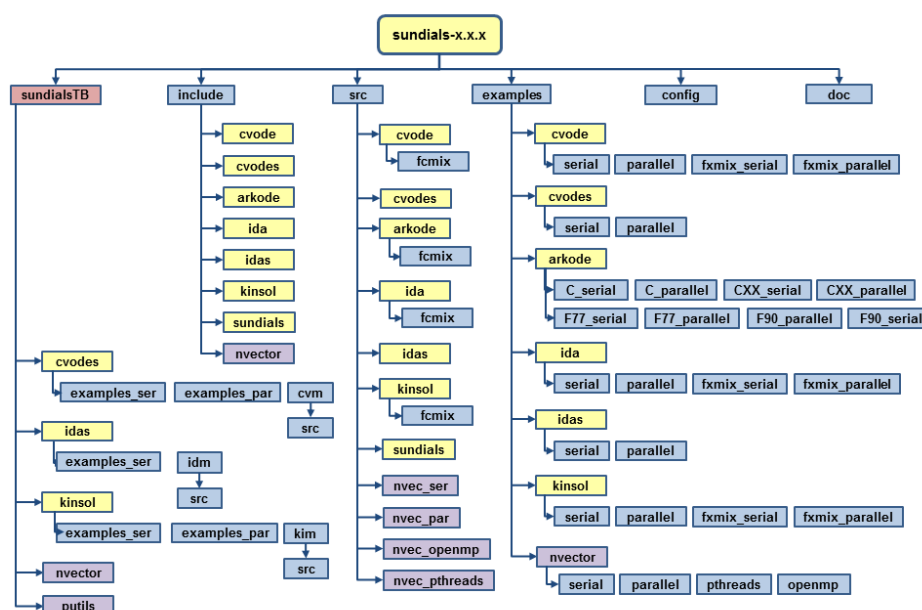 sundials-x.x.x
sundialsTB
include
src
examples
config
doc
cvodes
examples_ser
examples_par
cvm
src
idas
examples_ser
idm
src
kinsol
examples_ser
examples_par
kim
src
nvector
putils
cvode
cvodes
arkode
ida
idas
kinsol
sundials
nvector
cvode
fcmix
cvodes
arkode
fcmix
ida
fcmix
idas
kinsol
fcmix
sundials
nvec_ser
nvec_par
nvec_openmp
nvec_pthreads
cvode
serial parallel fxmix_serial fxmix_parallel
cvodes
serial parallel
arkode
C_serial C_parallel CXX_serial CXX_parallel
F77_serial F77_parallel F90_parallel F90_serial
ida
serial parallel fxmix_serial fxmix_parallel
idas
serial parallel
kinsol
serial parallel fxmix_serial fxmix_parallel
nvector
serial parallel pthreads openmp